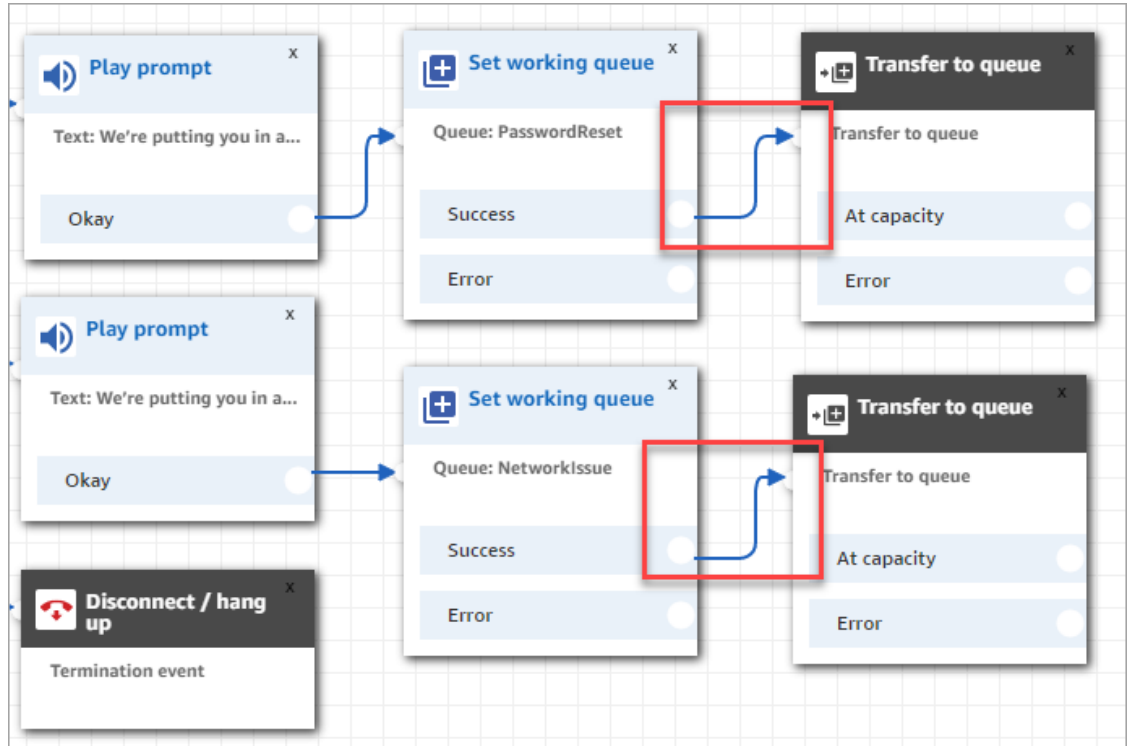 Play prompt
x
Text: We're putting you in a...
Okay
Set working queue
x
Queue: PasswordReset
Success
Error
Transfer to queue
x
Transfer to queue
At capacity
Error
Play prompt
x
Text: We're putting you in a...
Okay
Set working queue
x
Queue: NetworkIssue
Success
Error
Transfer to queue
x
Transfer to queue
At capacity
Error
Disconnect / hang
up
x
Termination event